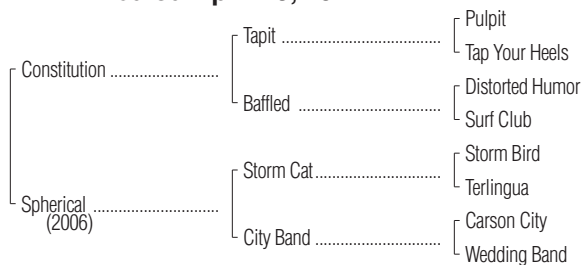 Pulpit
Tapit ..............................
Tap Your Heels
Constitution ..........................
Distorted Humor
Baffled ..........................
Surf Club
Storm Bird
Storm Cat......................
Terlingua
Spherical ...............................
(2006)
Carson City
City Band ......................
Wedding Band